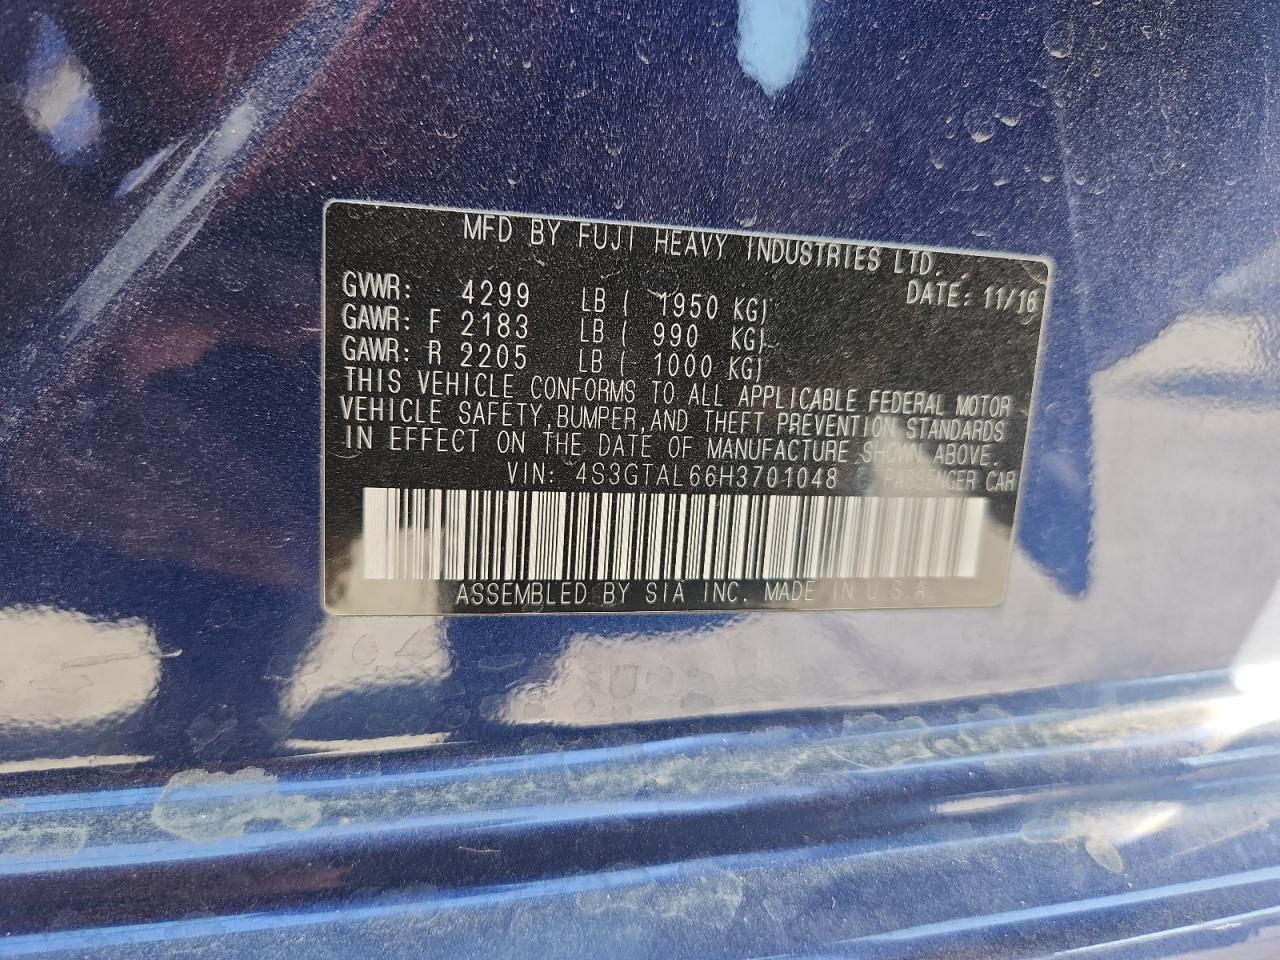 MFD BY FUJI HEAVY INDUSTRIES LTD.
DATE: 11/16
GVWR: 4299 LB ( 1950 KG)
GAWR: F 2183 LB ( 990 KG)
GAWR: R 2205 LB ( 1000 KG)
THIS VEHICLE CONFORMS TO ALL APPLICABLE FEDERAL MOTOR
VEHICLE SAFETY, BUMPER, AND THEFT PREVENTION STANDARDS
IN EFFECT ON THE DATE OF MANUFACTURE SHOWN ABOVE.
VIN: 4S3GTAL66H3701048 PASSENGER CAR
ASSEMBLED BY SIA INC. MADE IN U.S.A.